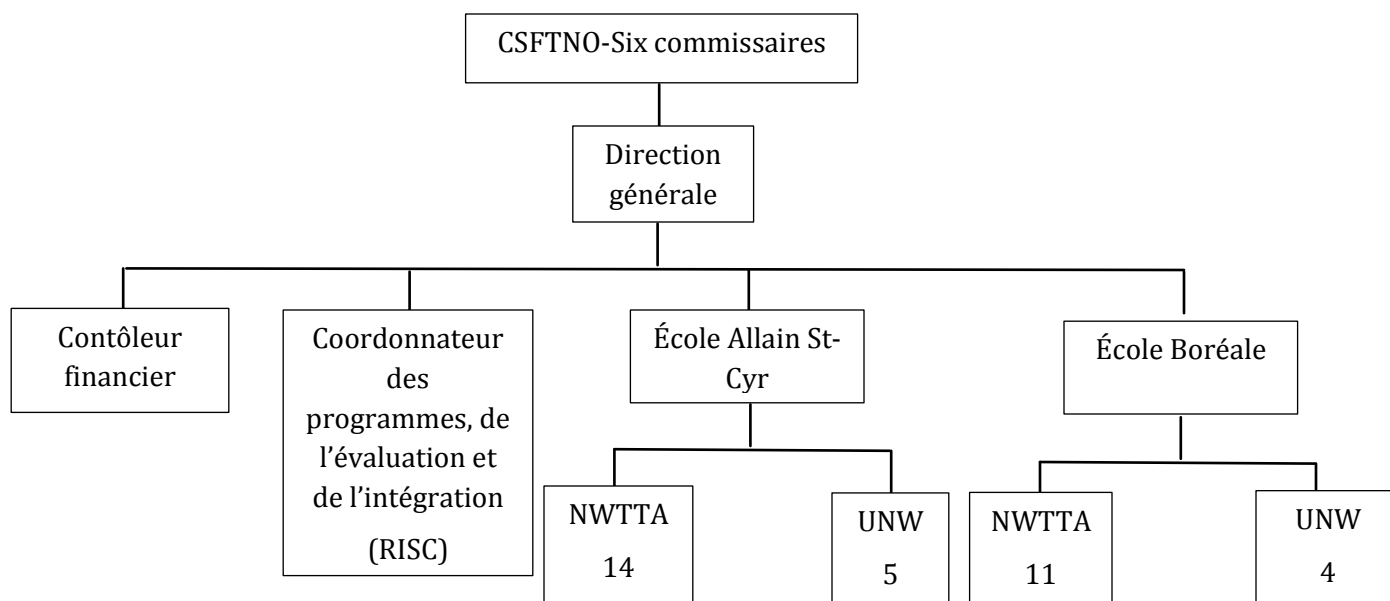 CSFTNO-Six commissaires
Direction
générale
Contôleur
financier
Coordonnateur
des
programmes, de
l’évaluation et
de l’intégration
(RISC)
École Allain St-
Cyr
École Boréale
NWTTA
14
UNW
5
NWTTA
11
UNW
4